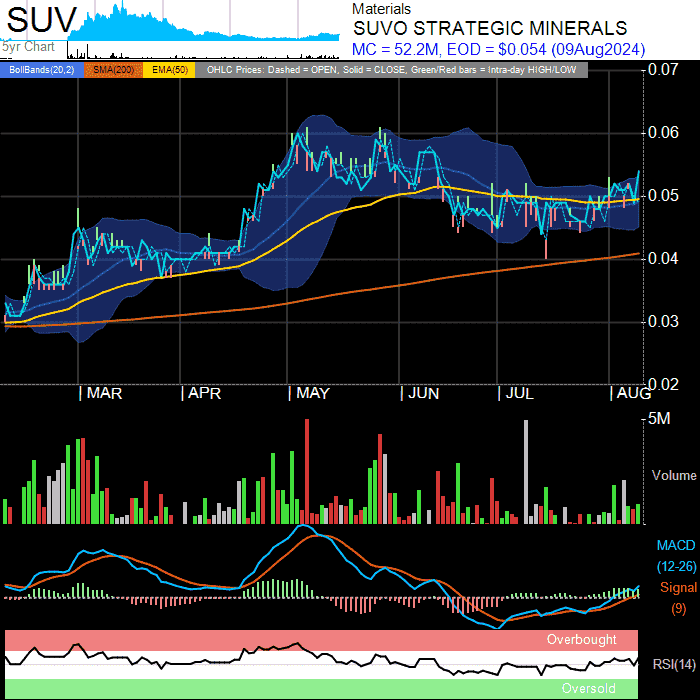 SUV
5yr Chart
Materials
SUVO STRATEGIC MINERALS
MC = 52.2M, EOD = $0.054 (09Aug2024)
BollBands(20,2) SMA(200) EMA(50) OHLC Prices: Dashed = OPEN, Solid = CLOSE, Green/Red bars = Intra-day HIGH/LOW
0.07
0.06
0.05
0.04
0.03
0.02
MAR APR MAY JUN JUL AUG
5M
Volume
MACD
(12-26)
Signal
(9)
Overbought
RSI(14)
Oversold